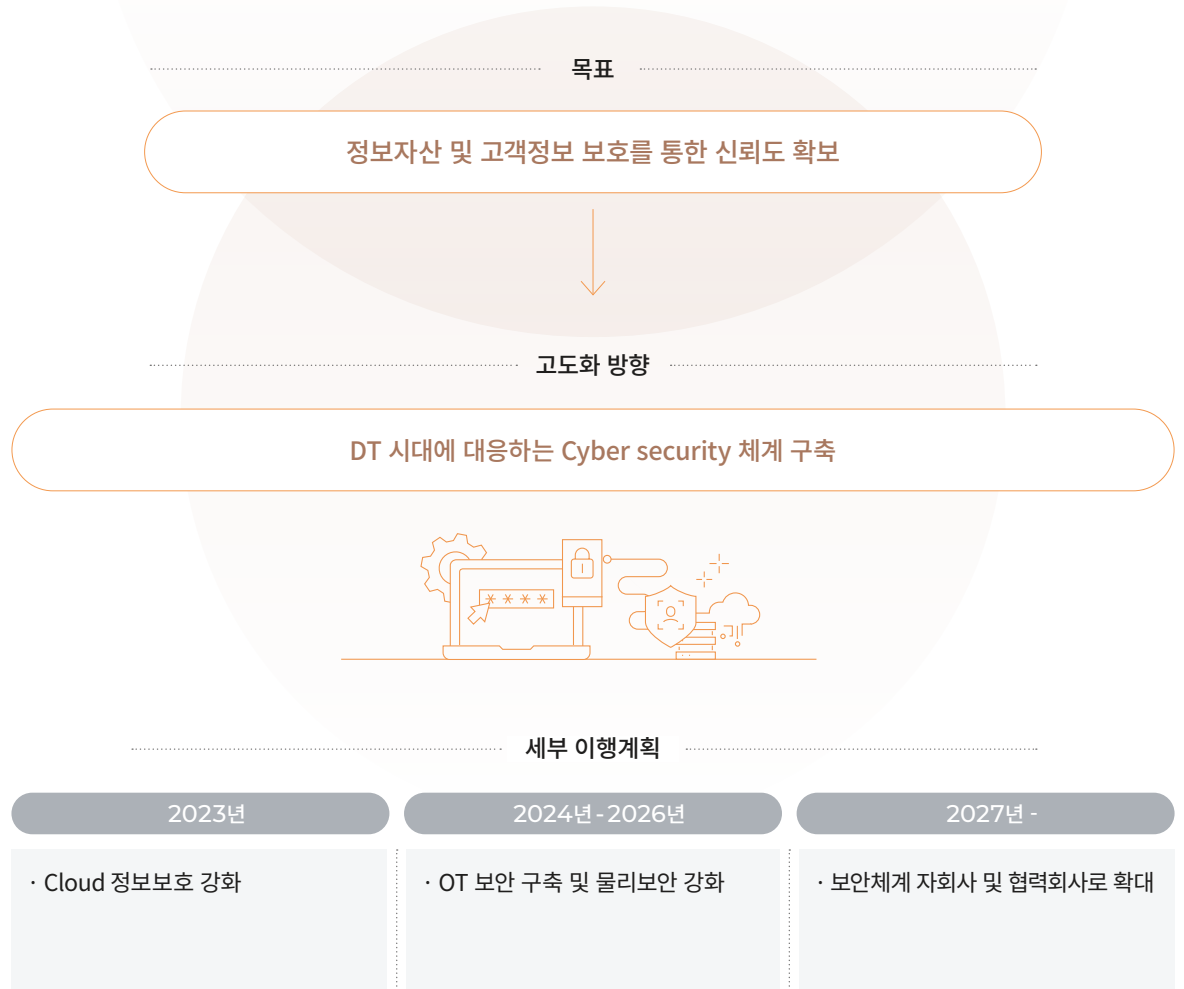 목표
정보자산 및 고객정보 보호를 통한 신뢰도 확보
고도화 방향
DT 시대에 대응하는 Cyber security 체계 구축
＊＊＊＊
세부 이행계획
2023년
2024년 - 2026년
2027년 -
· Cloud 정보보호 강화
· OT 보안 구축 및 물리보안 강화
· 보안체계 자회사 및 협력회사로 확대